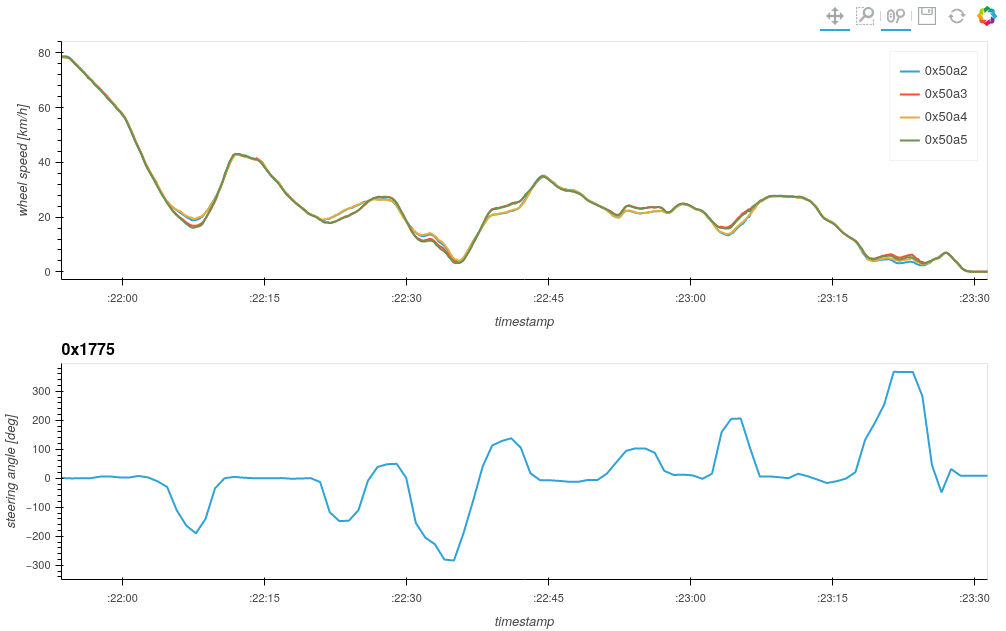 80
60
40
20
0
wheel speed [km/h]
0x50a2
0x50a3
0x50a4
0x50a5
:22:00 :22:15 :22:30 :22:45 :23:00 :23:15 :23:30
timestamp
0x1775
300
200
100
0
−100
−200
−300
steering angle [deg]
:22:00 :22:15 :22:30 :22:45 :23:00 :23:15 :23:30
timestamp